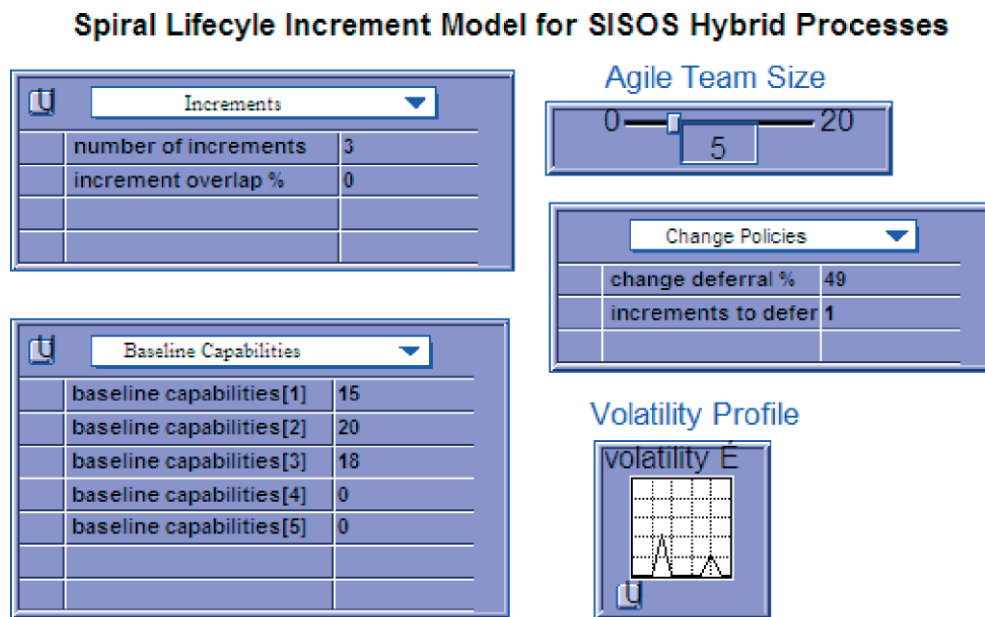 Spiral Lifecyle Increment Model for SISOS Hybrid Processes
Increments
number of increments 3
increment overlap % 0
Agile Team Size
0 20
5
Change Policies
change deferral % 49
increments to defer 1
Baseline Capabilities
baseline capabilities[1] 15
baseline capabilities[2] 20
baseline capabilities[3] 18
baseline capabilities[4] 0
baseline capabilities[5] 0
Volatility Profile
volatility É